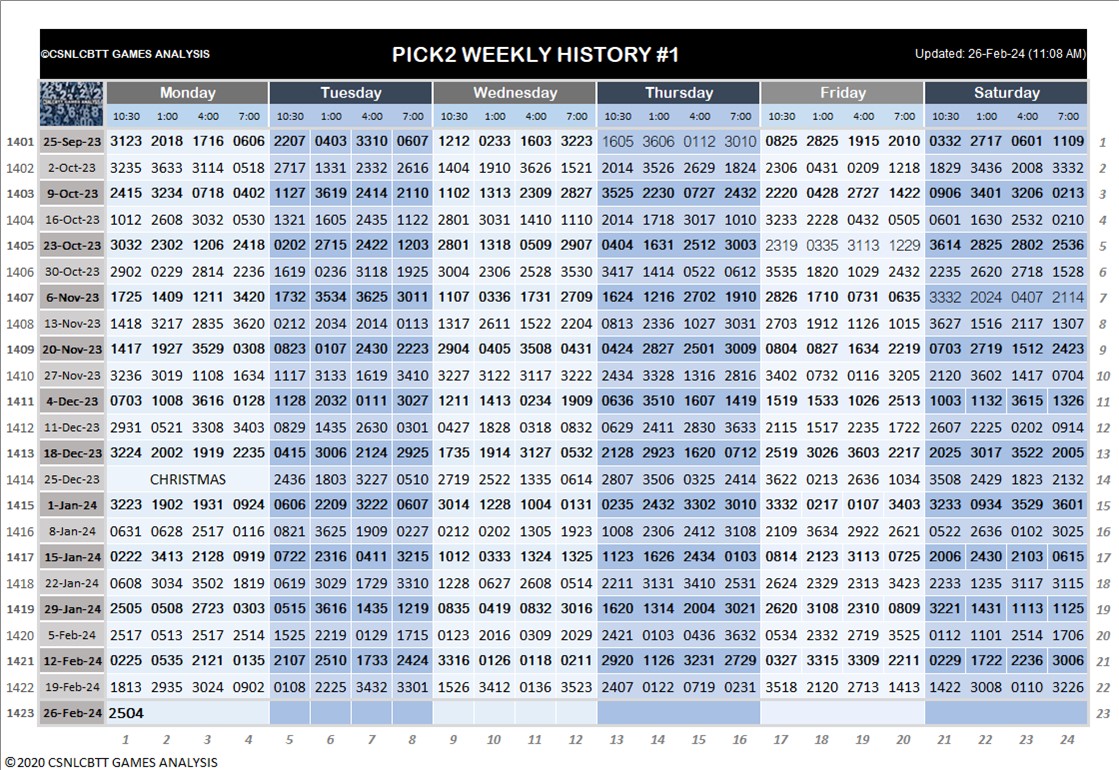 ©CSNLCBTT GAMES ANALYSIS PICK2 WEEKLY HISTORY #1 Updated: 26-Feb-24 (11:08 AM)
Monday Tuesday Wednesday Thursday Friday Saturday
10:30 1:00 4:00 7:00 10:30 1:00 4:00 8:00 10:30 1:00 4:00 7:00 10:30 1:00 4:00 7:00 10:30 1:00 4:00 7:00 10:30 1:00 4:00 7:00
1401 25-Sep-23 3123 2018 1716 0606 2207 0403 3310 0607 1212 0233 1603 3223 1605 3606 0112 3010 0825 2825 1915 2010 0332 2717 0601 1109 1
1402 2-Oct-23 3235 3633 3114 0518 2717 1331 2332 2616 1404 1910 3626 1521 2014 3526 2629 1824 2306 0431 0209 1218 1829 3436 2008 3332 2
1403 9-Oct-23 2415 3234 0718 0402 1127 3619 2414 2110 1102 1313 2309 2827 3525 2230 0727 2432 2220 0428 2727 1422 0906 3401 3206 0213 3
1404 16-Oct-23 1012 2608 3032 0530 1321 1605 2435 1122 2801 3031 1410 1110 2014 1718 3017 1010 3233 2228 0432 0505 0601 1630 2532 0210 4
1405 23-Oct-23 3032 2302 1206 2418 0202 2715 2422 1203 2801 1318 0509 2907 0404 1631 2512 3003 2319 0335 3113 1229 3614 2825 2802 2536 5
1406 30-Oct-23 2902 0229 2814 2236 1619 0236 3118 1925 3004 2306 2528 3530 3417 1414 0522 0612 3535 1820 1029 2432 2235 2620 2718 1528 6
1407 6-Nov-23 1725 1409 1211 3420 1732 3534 3625 3011 1107 0336 1731 2709 1624 1216 2702 1910 2826 1710 0731 0635 3332 2024 0407 2114 7
1408 13-Nov-23 1418 3217 2835 3620 0212 2034 2014 0113 1317 2611 1522 2204 0813 2336 1027 3031 2703 1912 1126 1015 3627 1516 2117 1307 8
1409 20-Nov-23 1417 1927 3529 0308 0823 0107 2430 2223 2904 0405 3508 0431 0424 2827 2501 3009 0804 0827 1634 2219 0703 2719 1512 2423 9
1410 27-Nov-23 3236 3019 1108 1634 1117 3133 1619 3410 3227 3122 3117 3222 2434 3328 1316 2816 3402 0732 0116 3205 2120 3602 1417 0704 10
1411 4-Dec-23 0703 1008 3616 0128 1128 2032 0111 3027 1211 1413 0234 1909 0636 3510 1607 1419 1519 1533 1026 2513 1003 1132 3615 1326 11
1412 11-Dec-23 2931 0521 3308 3403 0829 1435 2630 0301 0427 1828 0318 0832 0629 2411 2830 3633 2115 1517 2235 1722 2607 2225 0202 0914 12
1413 18-Dec-23 3224 2002 1919 2235 0415 3006 2124 2925 1735 1914 3127 0532 2128 2923 1620 0712 2519 3026 3603 2717 2025 3017 3522 2005 13
1414 25-Dec-23 CHRISTMAS 2436 1803 3227 0510 2719 2522 1335 0614 2807 3506 0325 2414 3622 0213 2636 1034 3508 2429 1823 2132 14
1415 1-Jan-24 3223 1902 1931 0924 0606 2209 3222 0607 3014 1228 1004 0131 0235 2432 3302 3010 1332 0217 0107 3403 3233 0934 3529 3601 15
1416 8-Jan-24 0631 0628 2517 0116 0821 3625 1909 0227 0212 0202 1305 1923 1008 2306 2412 3108 2109 3634 2922 2621 0522 2636 0102 3025 16
1417 15-Jan-24 0222 3413 2128 0919 0722 2316 0411 3215 1012 0333 1324 1325 1123 1626 2434 0103 0814 2123 3113 0725 2006 2430 2103 0615 17
1418 22-Jan-24 0608 3034 3502 1819 0619 3029 1729 3310 1228 0627 2608 0514 2211 3131 3410 2531 2624 2329 2313 3423 2233 1235 3117 3115 18
1419 29-Jan-24 2505 0508 2723 0303 0515 3616 1435 1219 0835 0419 0832 3016 1620 1314 2004 3021 2620 3108 2310 0809 3221 1431 1113 1125 19
1420 5-Feb-24 2517 0513 2517 2514 1525 2219 0129 1715 0123 2016 0309 2029 2421 0103 0436 3632 0534 2332 2719 3525 0112 1101 2514 1706 20
1421 12-Feb-24 0225 0535 2121 0135 2107 2510 1733 2424 3316 0126 0118 0211 2920 1126 3231 2729 0327 3315 3309 2211 0229 1722 2236 3006 21
1422 19-Feb-24 1813 2935 3024 0902 0108 2225 3432 3301 1526 3412 0136 3523 2407 0122 0719 0231 3518 2120 2713 1413 1422 3008 0110 3226 22
1423 26-Feb-24 2504 23
1 2 3 4 5 6 7 8 9 10 11 12 13 14 15 16 17 18 19 20 21 22 23 24
©2020 CSNLCBTT GAMES ANALYSIS